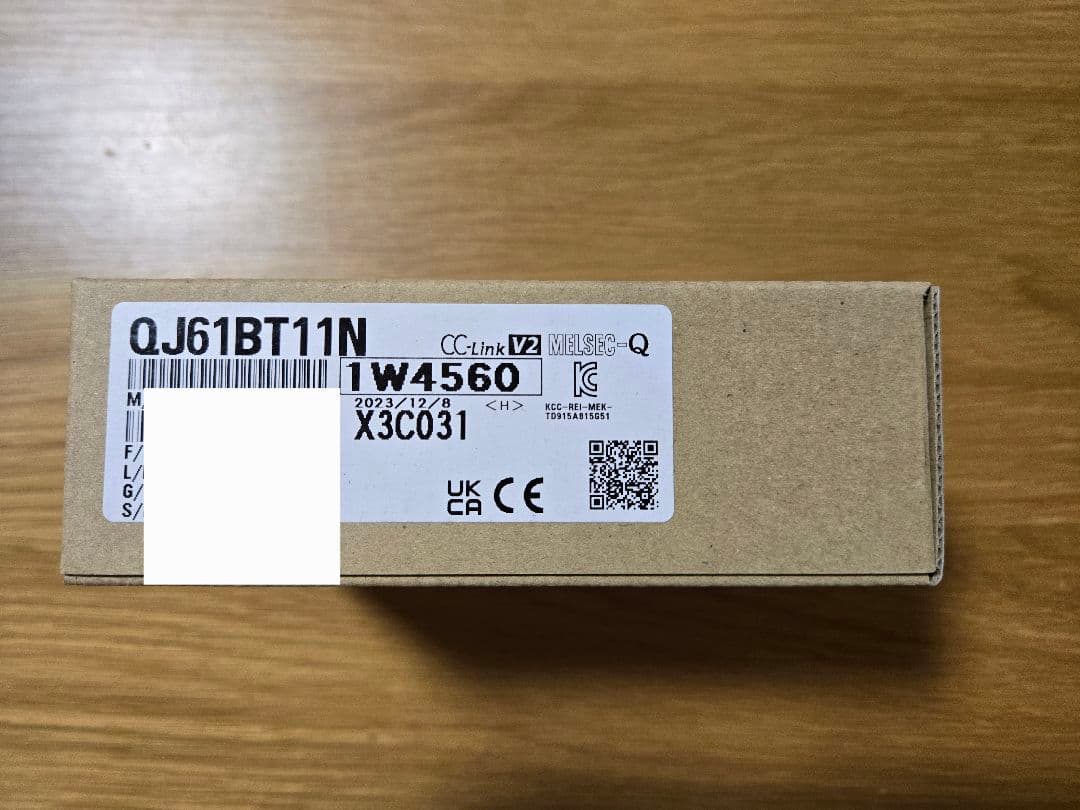 QJ61BT11N
CC-Link V2 MELSEC-Q
1W4560
2023/12/8 <H>
KCC-REI-MEK-
TD915A815G51
M/
X3C031
F/
L/
G/
S/
UK
CA CE